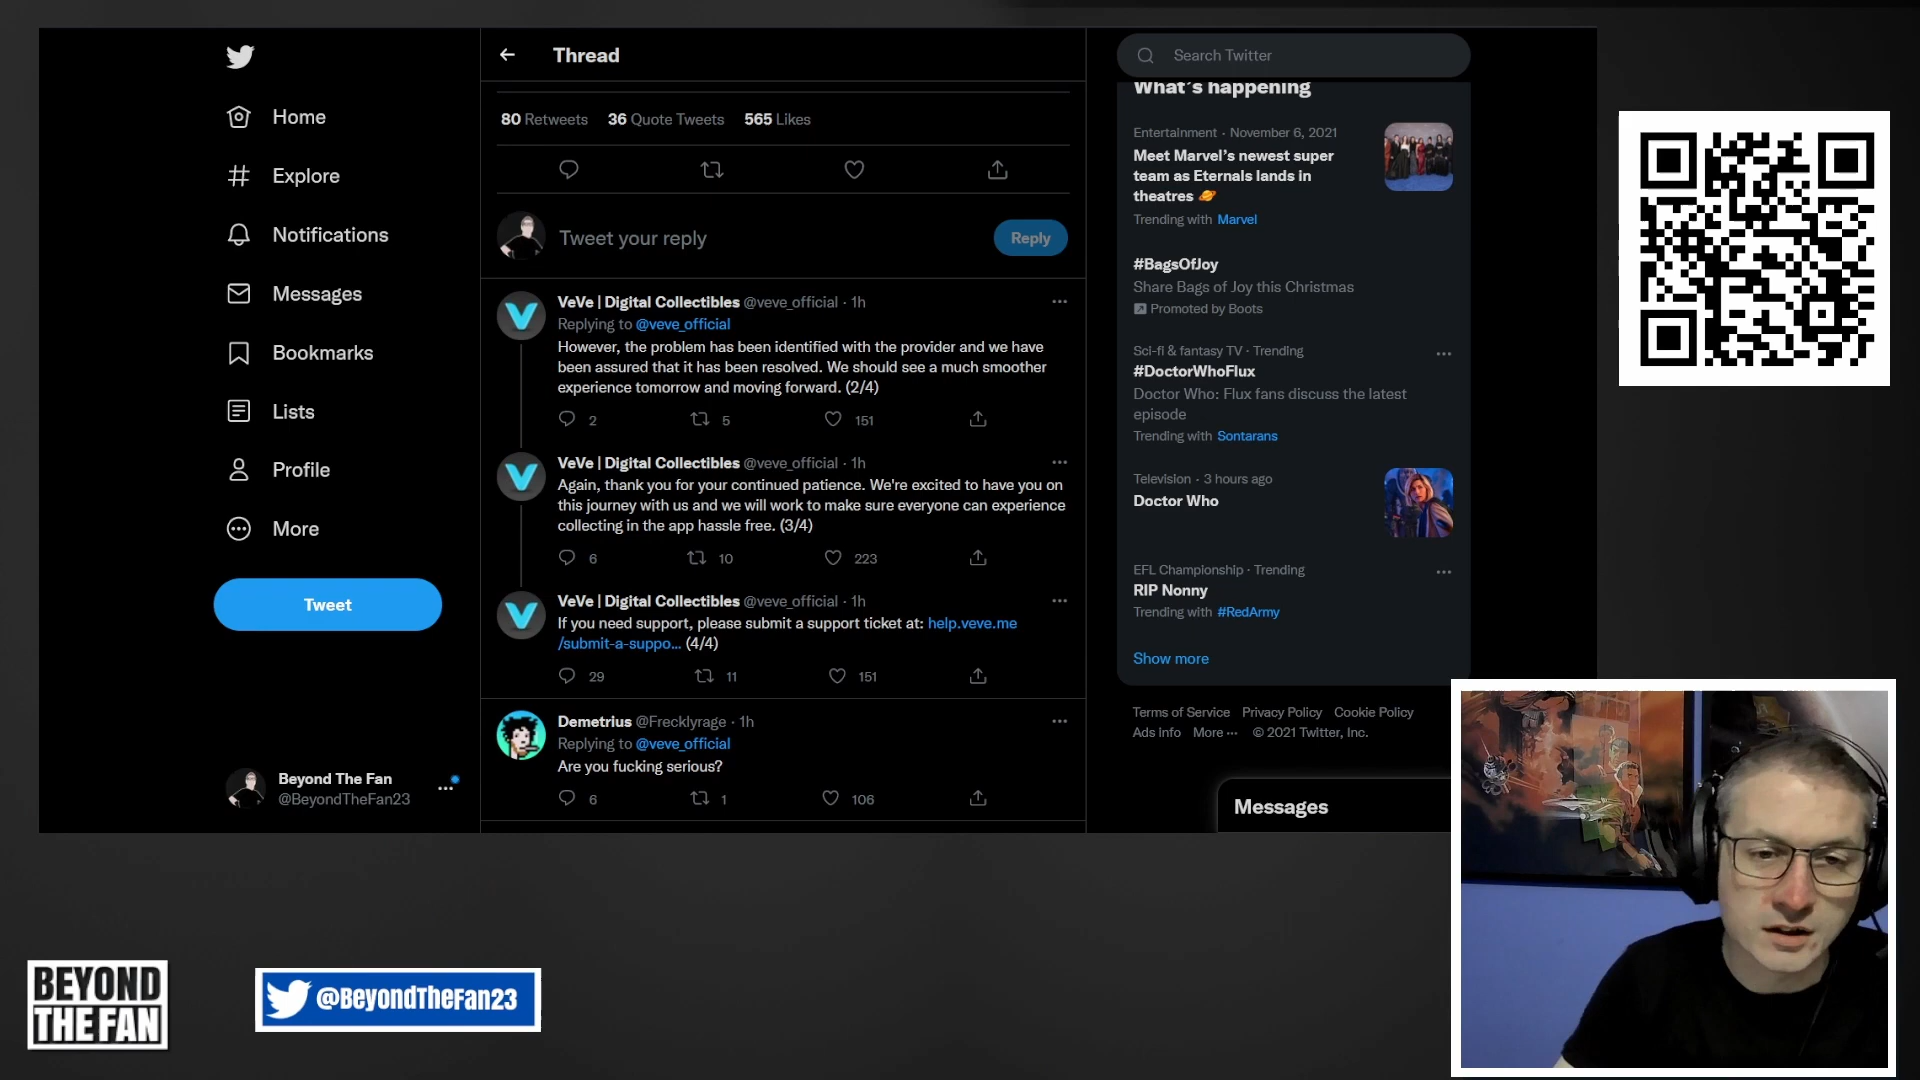 Home
Explore
Notifications
Messages
Bookmarks
Lists
Profile
More
Tweet
Beyond The Fan
@BeyondTheFan23
Thread
80 Retweets 36 Quote Tweets 565 Likes
Tweet your reply
Reply
VeVe | Digital Collectibles @veve_official · 1h
Replying to @veve_official
However, the problem has been identified with the provider and we have
been assured that it has been resolved. We should see a much smoother
experience tomorrow and moving forward. (2/4)
2 5 151
VeVe | Digital Collectibles @veve_official · 1h
Again, thank you for your continued patience. We're excited to have you on
this journey with us and we will work to make sure everyone can experience
collecting in the app hassle free. (3/4)
6 10 223
VeVe | Digital Collectibles @veve_official · 1h
If you need support, please submit a support ticket at: help.veve.me
/submit-a-suppo... (4/4)
29 11 151
Demetrius @Frecklyrage · 1h
Replying to @veve_official
Are you fucking serious?
6 1 106
Search Twitter
What's happening
Entertainment · November 6, 2021
Meet Marvel's newest super
team as Eternals lands in
theatres 🪐
Trending with Marvel
#BagsOfJoy
Share Bags of Joy this Christmas
Promoted by Boots
Sci-fi & fantasy TV · Trending
#DoctorWhoFlux
Doctor Who: Flux fans discuss the latest
episode
Trending with Sontarans
Television · 3 hours ago
Doctor Who
EFL Championship · Trending
RIP Nonny
Trending with #RedArmy
Show more
Terms of Service Privacy Policy Cookie Policy
Ads info More ··· © 2021 Twitter, Inc.
Messages
BEYOND
THE FAN
@BeyondTheFan23